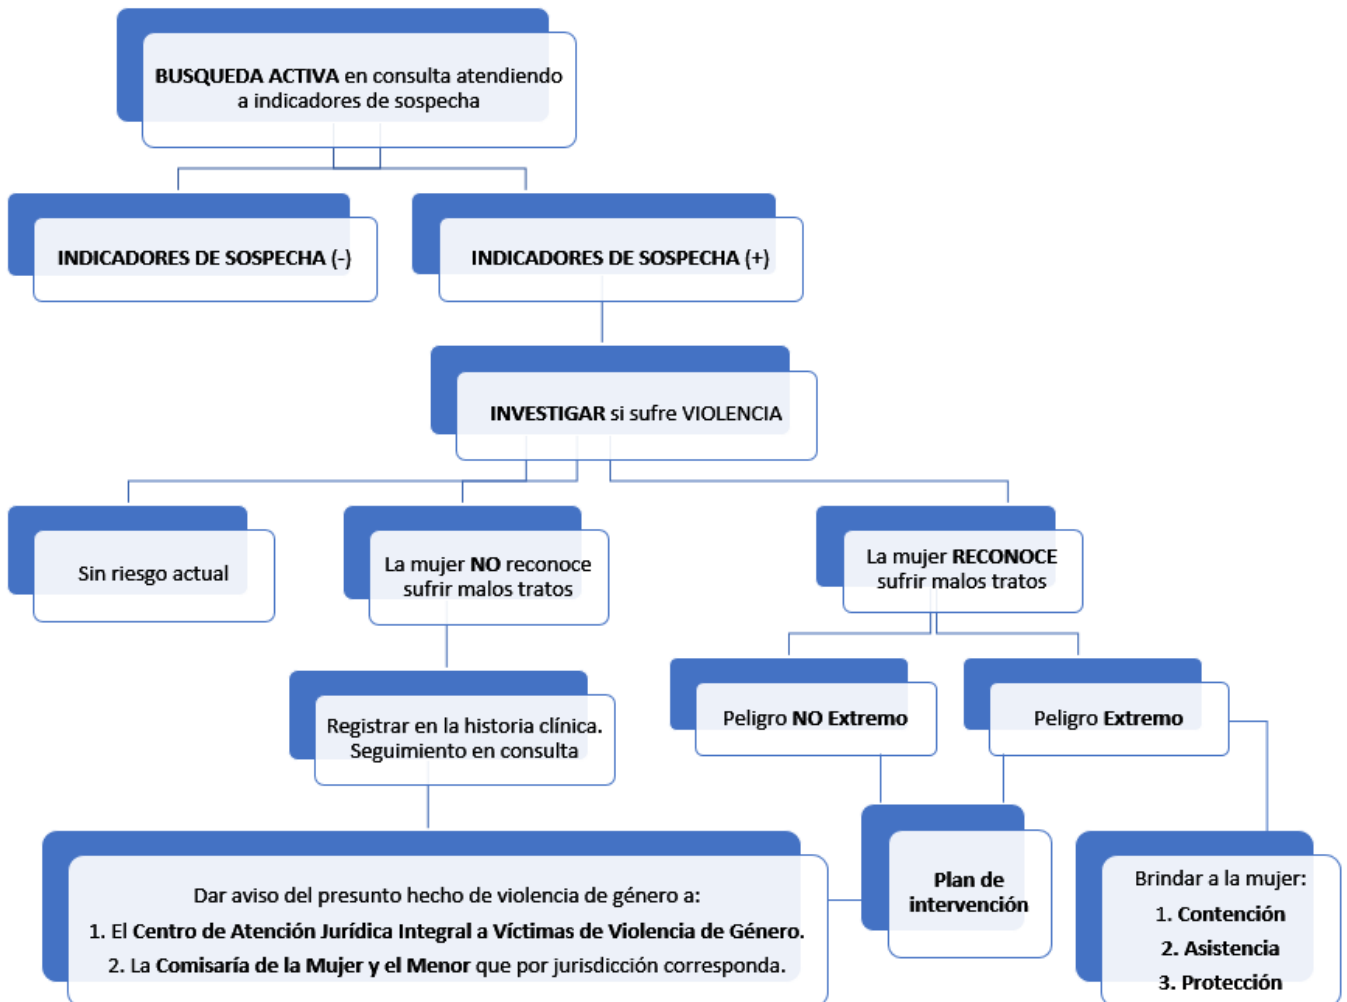 BUSQUEDA ACTIVA en consulta atendiendo
a indicadores de sospecha
INDICADORES DE SOSPECHA (-)
INDICADORES DE SOSPECHA (+)
INVESTIGAR si sufre VIOLENCIA
Sin riesgo actual
La mujer NO reconoce
sufrir malos tratos
La mujer RECONOCE
sufrir malos tratos
Registrar en la historia clínica.
Seguimiento en consulta
Peligro NO Extremo
Peligro Extremo
Dar aviso del presunto hecho de violencia de género a:
1. El Centro de Atención Jurídica Integral a Víctimas de Violencia de Género.
2. La Comisaría de la Mujer y el Menor que por jurisdicción corresponda.
Plan de
intervención
Brindar a la mujer:
1. Contención
2. Asistencia
3. Protección